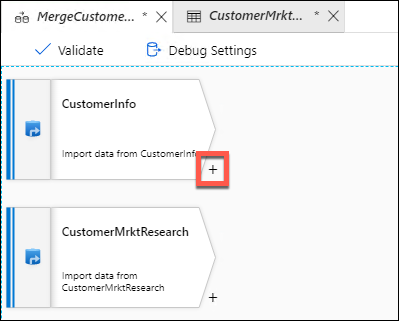 MergeCustome... * CustomerMrkt... *
Validate Debug Settings
CustomerInfo
Import data from CustomerInfo
+
CustomerMrktResearch
Import data from
CustomerMrktResearch
+